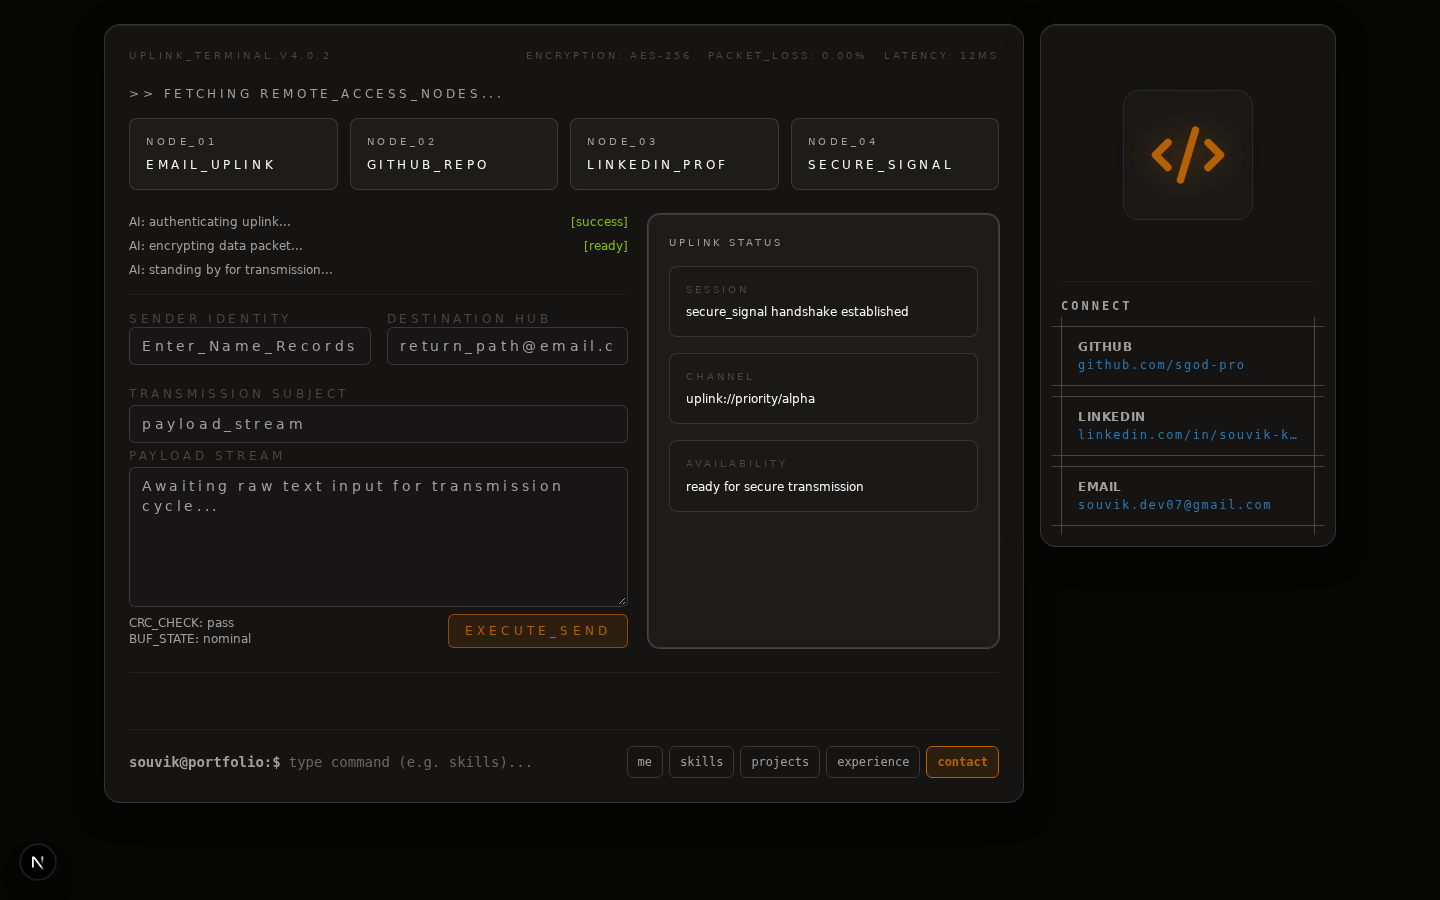 UPLINK_TERMINAL.V4.0.2
ENCRYPTION: AES-256 PACKET_LOSS: 0.00% LATENCY: 12MS
>> FETCHING REMOTE_ACCESS_NODES...
NODE_01
EMAIL_UPLINK
NODE_02
GITHUB_REPO
NODE_03
LINKEDIN_PROF
NODE_04
SECURE_SIGNAL
AI: authenticating uplink... [success]
AI: encrypting data packet... [ready]
AI: standing by for transmission...
SENDER IDENTITY
Enter_Name_Records
DESTINATION HUB
return_path@email.c
TRANSMISSION SUBJECT
payload_stream
PAYLOAD STREAM
Awaiting raw text input for transmission
cycle...
CRC_CHECK: pass
BUF_STATE: nominal
EXECUTE_SEND
UPLINK STATUS
SESSION
secure_signal handshake established
CHANNEL
uplink://priority/alpha
AVAILABILITY
ready for secure transmission
souvik@portfolio:$ type command (e.g. skills)...
me
skills
projects
experience
contact
</>
CONNECT
GITHUB
github.com/sgod-pro
LINKEDIN
linkedin.com/in/souvik-k…
EMAIL
souvik.dev07@gmail.com
N